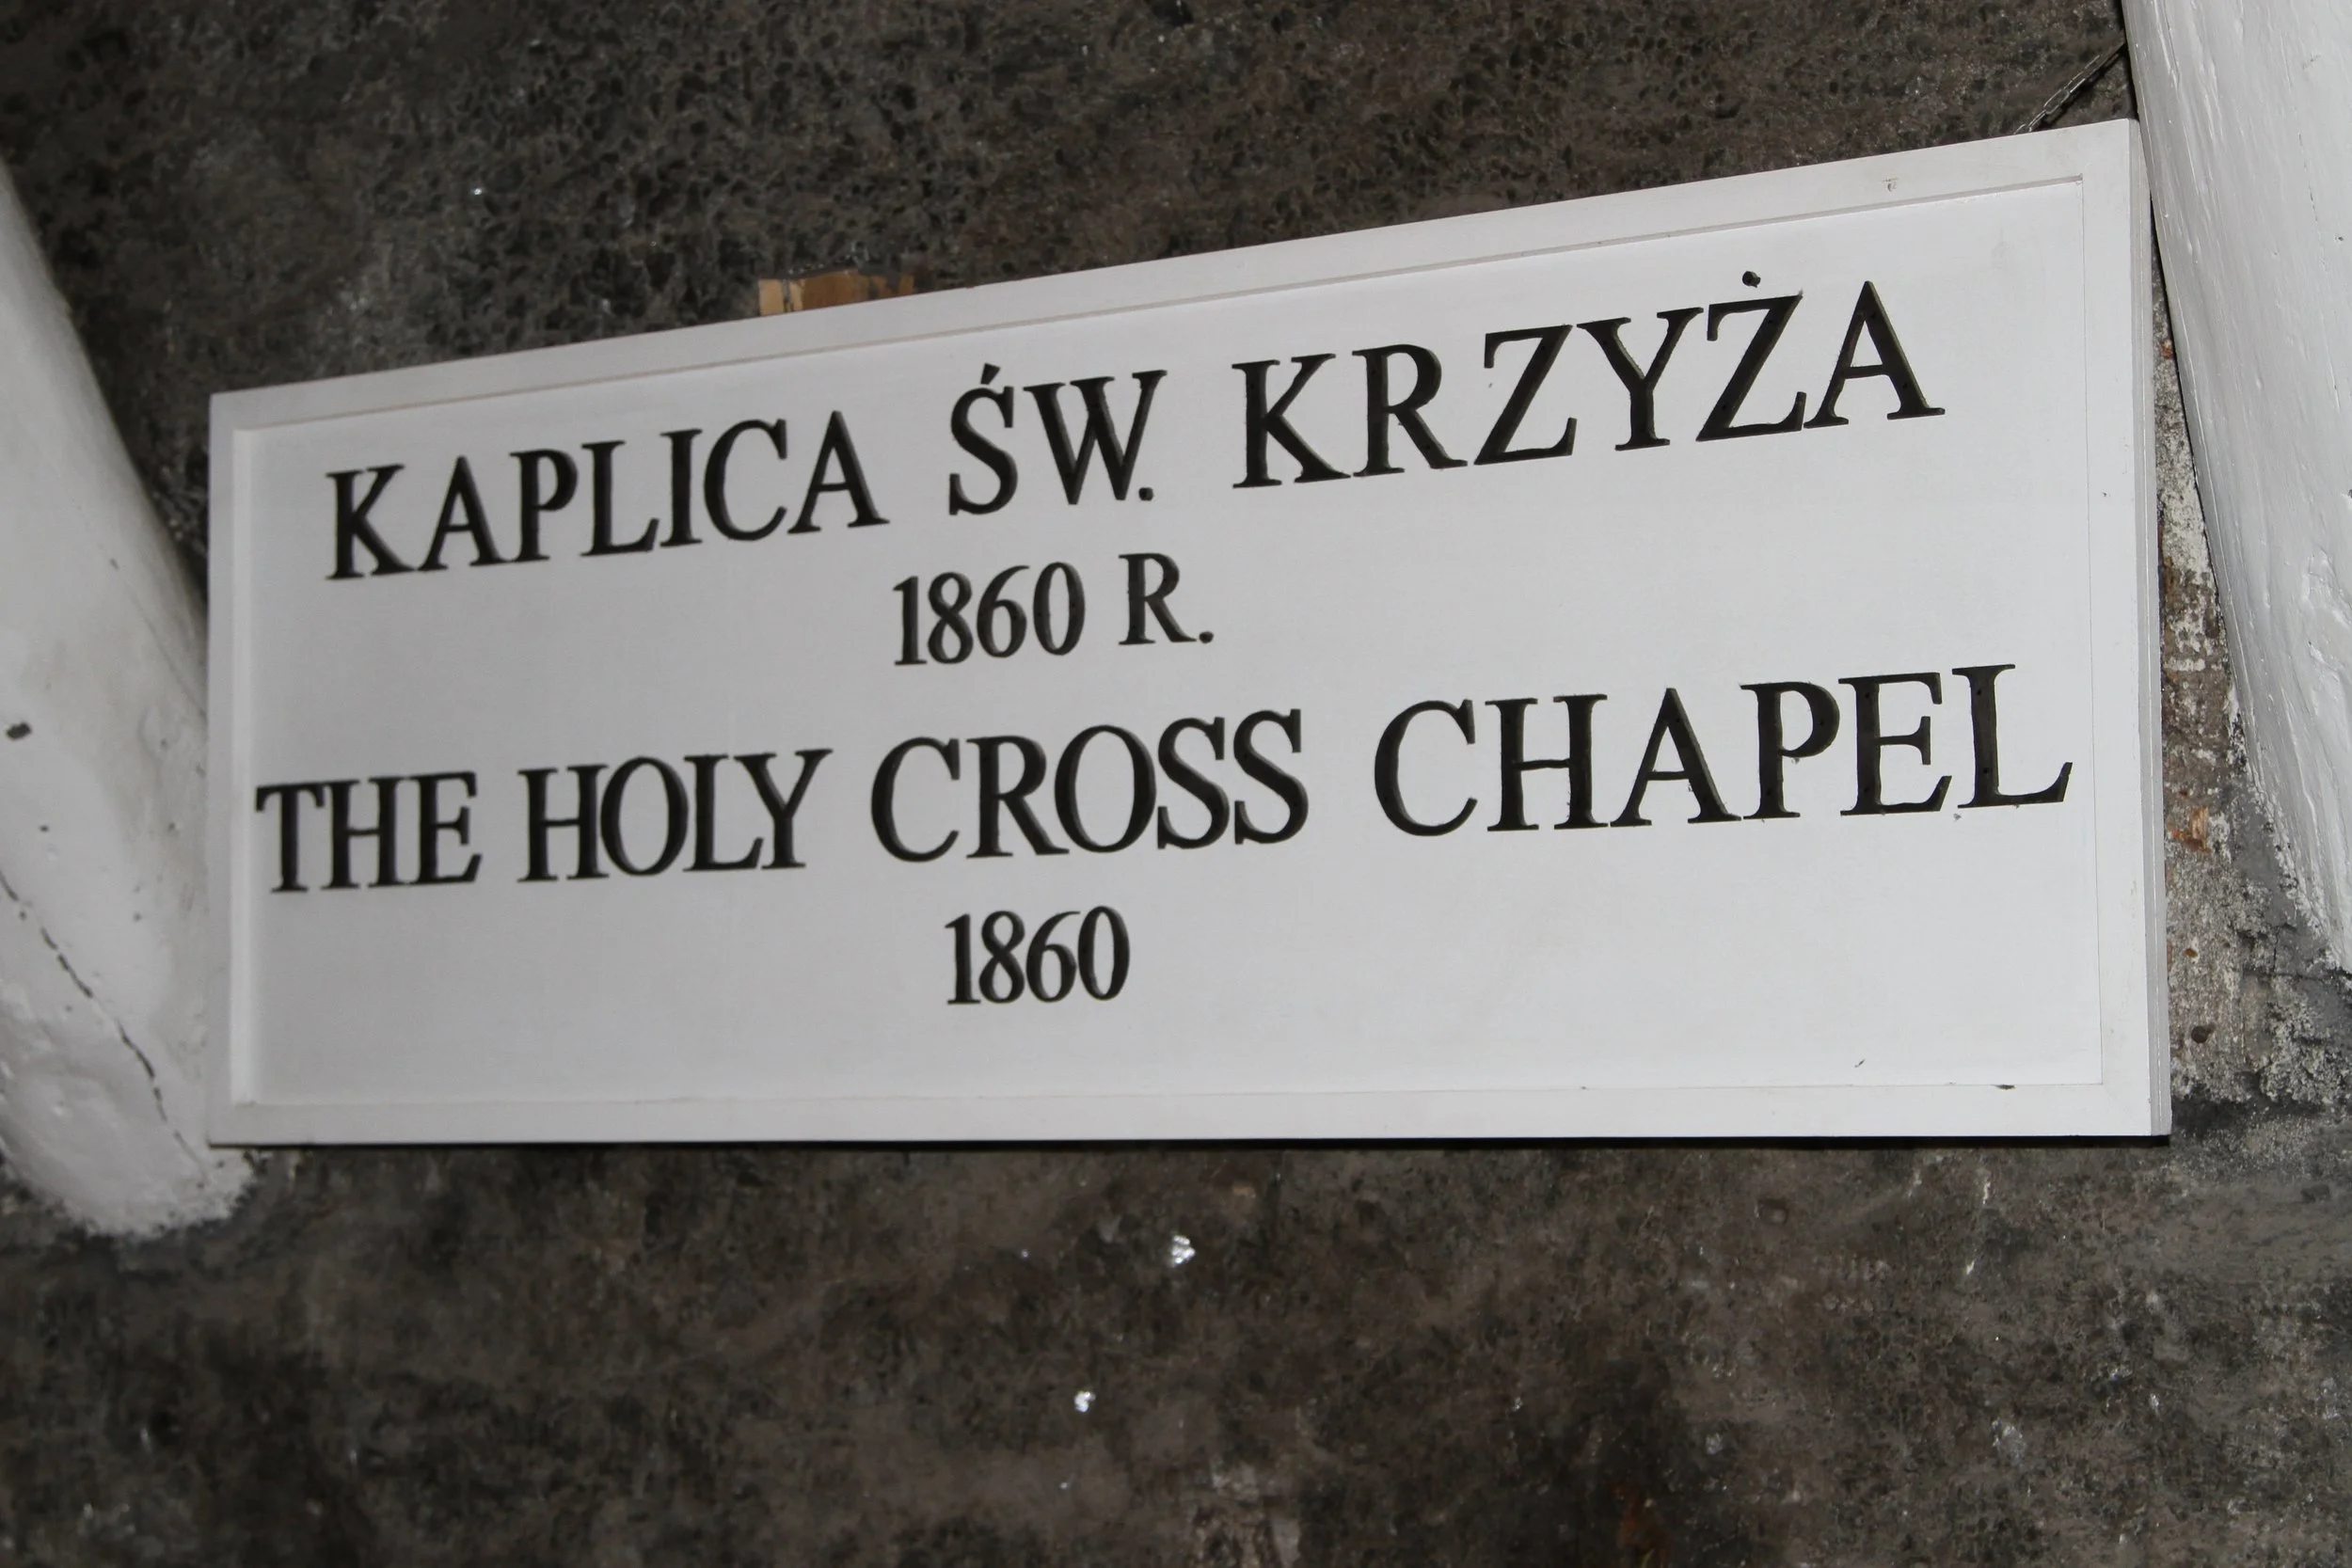 KAPLICA ŚW. KRZYŻA
1860 R.
THE HOLY CROSS CHAPEL
1860